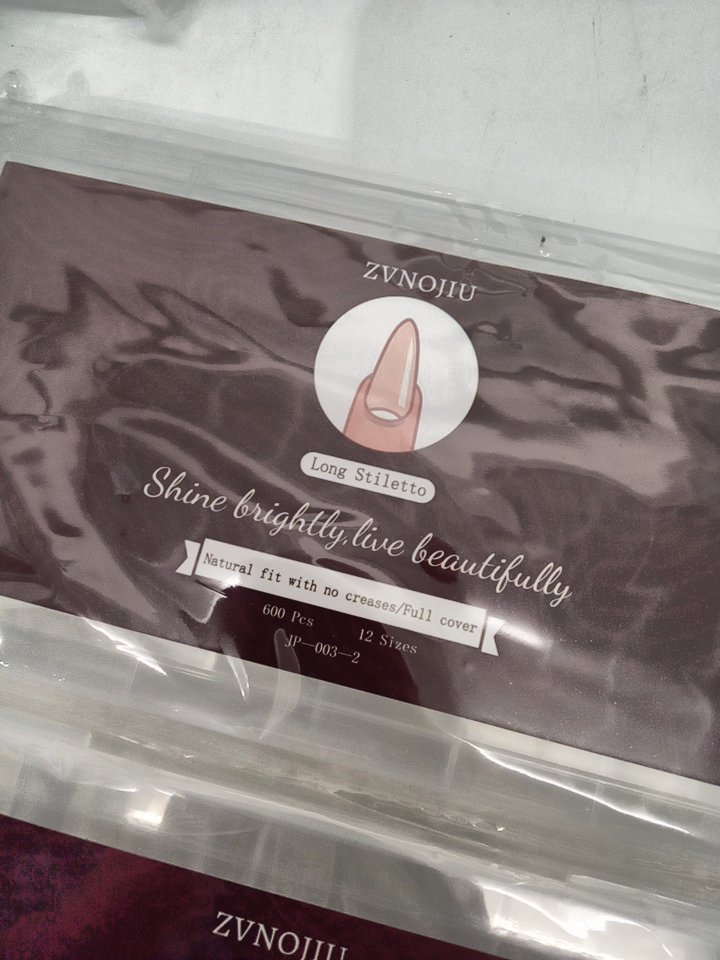 ZVNOJIU
Long Stiletto
Shine brightly,live beautifully
Natural fit with no creases/Full cover
600 Pcs 12 Sizes
JP—003—2
ZVNOJIU